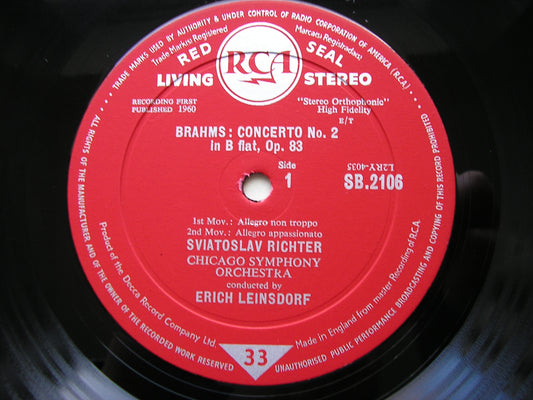 TRADE MARKS USED BY AUTHORITY & UNDER CONTROL OF RADIO CORPORATION OF AMERICA (R.C.A.)
ALL RIGHTS OF THE MANUFACTURER AND OF THE OWNER OF THE RECORDED WORK RESERVED
UNAUTHORISED PUBLIC PERFORMANCE BROADCASTING AND COPYING OF THIS RECORD PROHIBITED
Trade Marks Registered
Marcas Registradas
RED SEAL
RCA
LIVING STEREO
RECORDING FIRST
PUBLISHED 1960
"Stereo Orthophonic"
High Fidelity
E/T
BRAHMS: CONCERTO No. 2
in B flat, Op. 83
Side
1
L2RY-4035
SB.2106
1st Mov.: Allegro non troppo
2nd Mov.: Allegro appassionato
SVIATOSLAV RICHTER
CHICAGO SYMPHONY
ORCHESTRA
conducted by
ERICH LEINSDORF
Product of the Decca Record Company Ltd.
Made in England from master Recording of R.C.A.
33